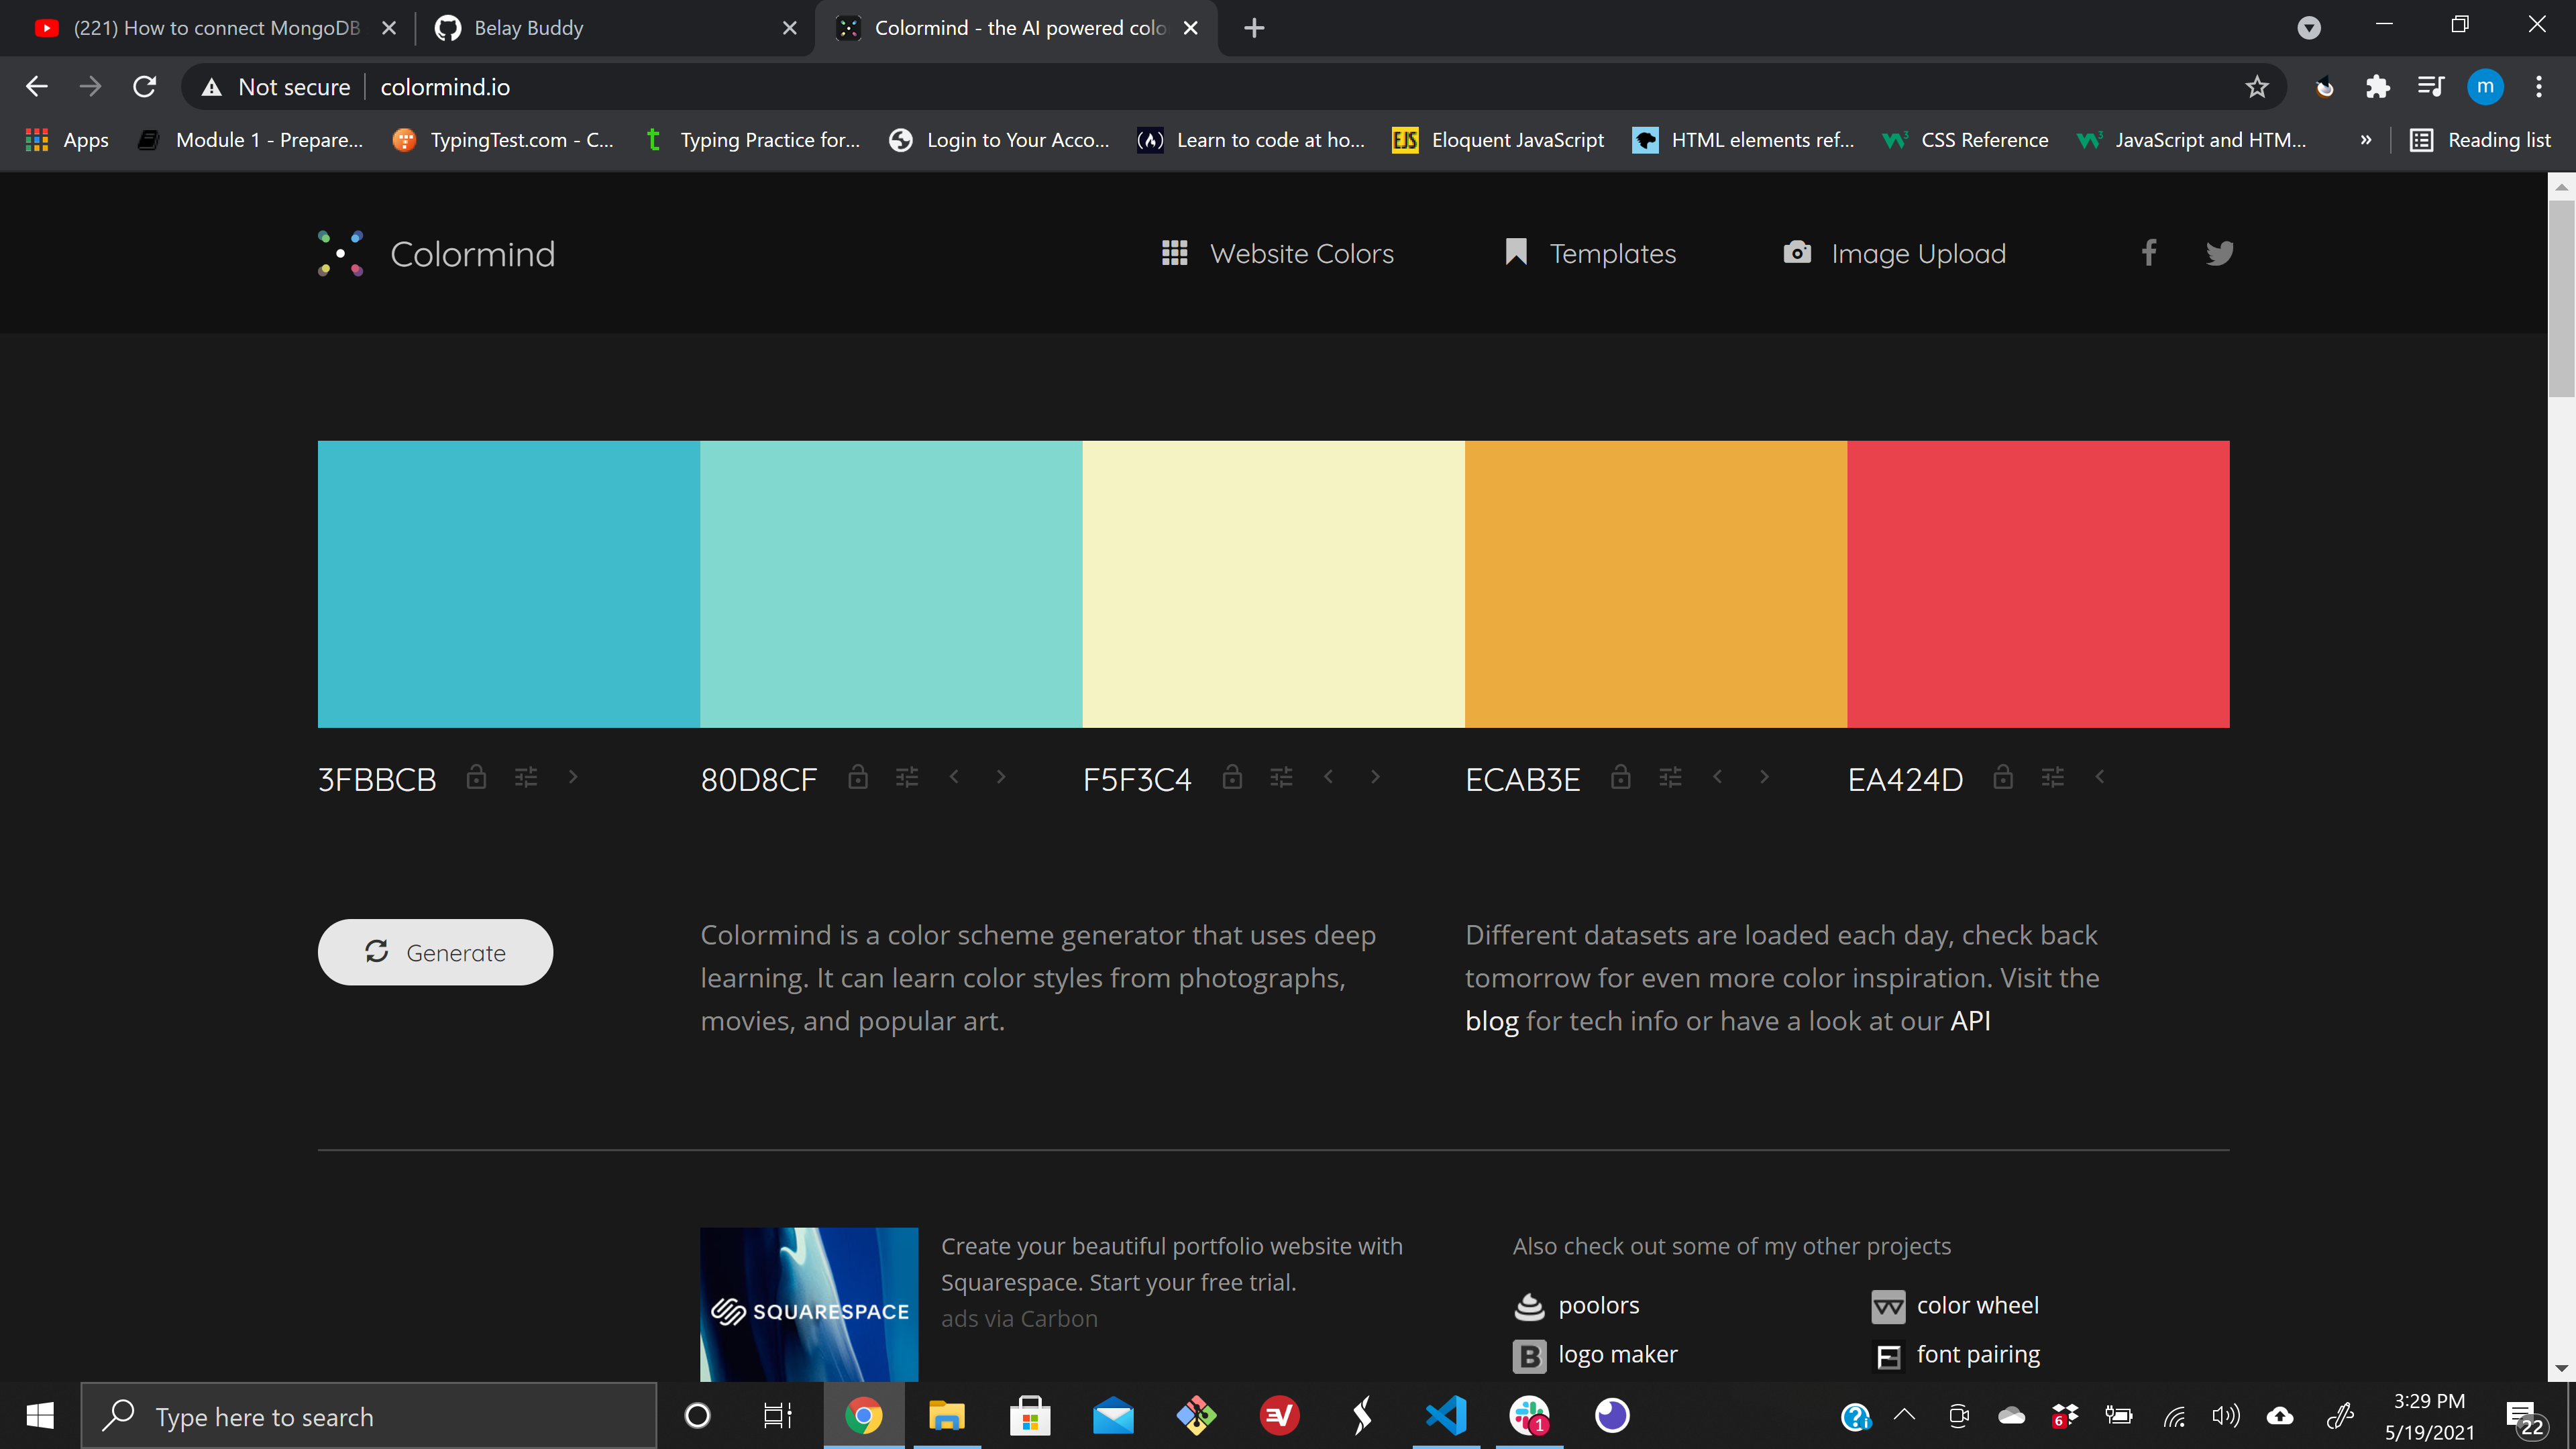 (221) How to connect MongoDB
Belay Buddy
Colormind - the AI powered colo
Not secure
colormind.io
m
Apps
Module 1 - Prepare...
TypingTest.com - C...
t Typing Practice for...
Login to Your Acco...
(∧) Learn to code at ho...
EJS Eloquent JavaScript
HTML elements ref...
W3 CSS Reference
W3 JavaScript and HTM...
»
Reading list
Colormind
Website Colors
Templates
Image Upload
3FBBCB
80D8CF
F5F3C4
ECAB3E
EA424D
Generate
Colormind is a color scheme generator that uses deep
learning. It can learn color styles from photographs,
movies, and popular art.
Different datasets are loaded each day, check back
tomorrow for even more color inspiration. Visit the
blog for tech info or have a look at our API
SQUARESPACE
Create your beautiful portfolio website with
Squarespace. Start your free trial.
ads via Carbon
Also check out some of my other projects
poolors
color wheel
B logo maker
font pairing
Type here to search
1
6
3:29 PM
5/19/2021
22